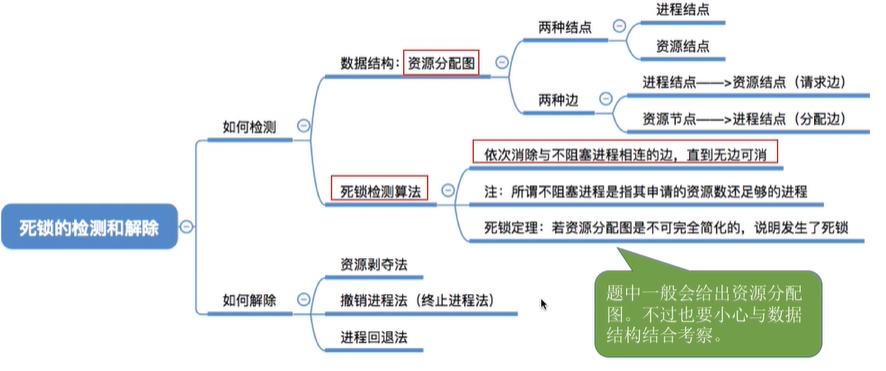 死锁的检测和解除
如何检测
数据结构：资源分配图
两种结点
进程结点
资源结点
两种边
进程结点——>资源结点（请求边）
资源节点——>进程结点（分配边）
死锁检测算法
依次消除与不阻塞进程相连的边，直到无边可消
注：所谓不阻塞进程是指其申请的资源数还足够的进程
死锁定理：若资源分配图是不可完全简化的，说明发生了死锁
如何解除
资源剥夺法
撤销进程法（终止进程法）
进程回退法
题中一般会给出资源分配
图。不过也要小心与数据
结构结合考察。